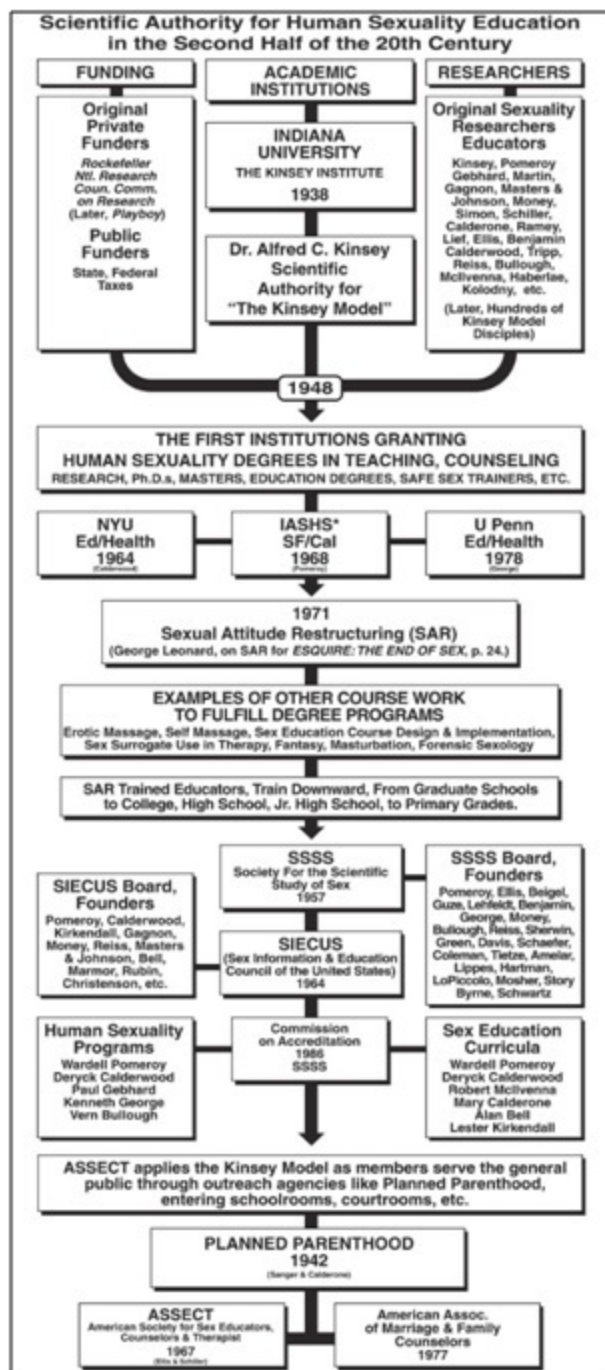 Scientific Authority for Human Sexuality Education
in the Second Half of the 20th Century
FUNDING
Original
Private
Funders
Rockefeller
Ntl. Research
Coun. Comm.
on Research
(Later, Playboy)
Public
Funders
State, Federal
Taxes
ACADEMIC
INSTITUTIONS
INDIANA
UNIVERSITY
THE KINSEY INSTITUTE
1938
Dr. Alfred C. Kinsey
Scientific
Authority for
“The Kinsey Model”
RESEARCHERS
Original Sexuality
Researchers
Educators
Kinsey, Pomeroy
Gebhard, Martin,
Gagnon, Masters &
Johnson, Money,
Simon, Schiller,
Calderone, Ramey,
Lief, Ellis, Benjamin
Calderwood, Tripp,
Reiss, Bullough,
McIlvenna, Haberlae,
Kolodny, etc.
(Later, Hundreds of
Kinsey Model
Disciples)
1948
THE FIRST INSTITUTIONS GRANTING
HUMAN SEXUALITY DEGREES IN TEACHING, COUNSELING
RESEARCH, Ph.D.s, MASTERS, EDUCATION DEGREES, SAFE SEX TRAINERS, ETC.
NYU
Ed/Health
1964
(Calderwood)
IASHS*
SF/Cal
1968
(Pomeroy)
U Penn
Ed/Health
1978
(George)
1971
Sexual Attitude Restructuring (SAR)
(George Leonard, on SAR for ESQUIRE: THE END OF SEX, p. 24.)
EXAMPLES OF OTHER COURSE WORK
TO FULFILL DEGREE PROGRAMS
Erotic Massage, Self Massage, Sex Education Course Design & Implementation,
Sex Surrogate Use in Therapy, Fantasy, Masturbation, Forensic Sexology
SAR Trained Educators, Train Downward, From Graduate Schools
to College, High School, Jr. High School, to Primary Grades.
SSSS
Society For the Scientific
Study of Sex
1957
SIECUS Board,
Founders
Pomeroy, Calderwood,
Kirkendall, Gagnon,
Money, Reiss, Masters
& Johnson, Bell,
Marmor, Rubin,
Christenson, etc.
SIECUS
(Sex Information & Education
Council of the United States)
1964
SSSS Board,
Founders
Pomeroy, Ellis, Beigel,
Guze, Lehfeldt, Benjamin,
George, Money,
Bullough, Reiss, Sherwin,
Green, Davis, Schaefer,
Coleman, Tietze, Amelar,
Lippes, Hartman,
LoPiccolo, Mosher, Story
Byrne, Schwartz
Human Sexuality
Programs
Wardell Pomeroy
Deryck Calderwood
Paul Gebhard
Kenneth George
Vern Bullough
Commission
on Accreditation
1986
SSSS
Sex Education
Curricula
Wardell Pomeroy
Deryck Calderwood
Robert McIlvenna
Mary Calderone
Alan Bell
Lester Kirkendall
ASSECT applies the Kinsey Model as members serve the general
public through outreach agencies like Planned Parenthood,
entering schoolrooms, courtrooms, etc.
PLANNED PARENTHOOD
1942
(Sanger & Calderone)
ASSECT
American Society for Sex Educators,
Counselors & Therapist
1967
(Ellis & Schiller)
American Assoc.
of Marriage & Family
Counselors
1977